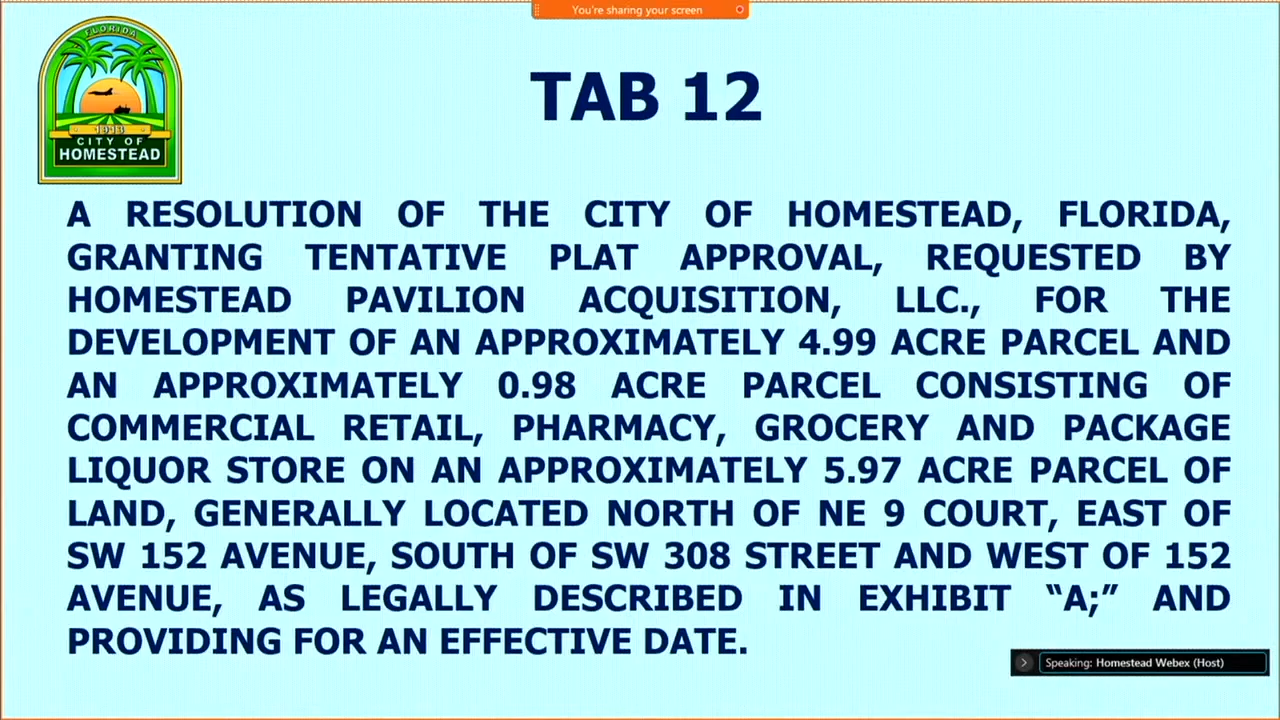 You're sharing your screen
FLORIDA
1913
CITY OF
HOMESTEAD
TAB 12
A RESOLUTION OF THE CITY OF HOMESTEAD, FLORIDA,
GRANTING TENTATIVE PLAT APPROVAL, REQUESTED BY
HOMESTEAD PAVILION ACQUISITION, LLC., FOR THE
DEVELOPMENT OF AN APPROXIMATELY 4.99 ACRE PARCEL AND
AN APPROXIMATELY 0.98 ACRE PARCEL CONSISTING OF
COMMERCIAL RETAIL, PHARMACY, GROCERY AND PACKAGE
LIQUOR STORE ON AN APPROXIMATELY 5.97 ACRE PARCEL OF
LAND, GENERALLY LOCATED NORTH OF NE 9 COURT, EAST OF
SW 152 AVENUE, SOUTH OF SW 308 STREET AND WEST OF 152
AVENUE, AS LEGALLY DESCRIBED IN EXHIBIT “A;” AND
PROVIDING FOR AN EFFECTIVE DATE.
Speaking: Homestead Webex (Host)